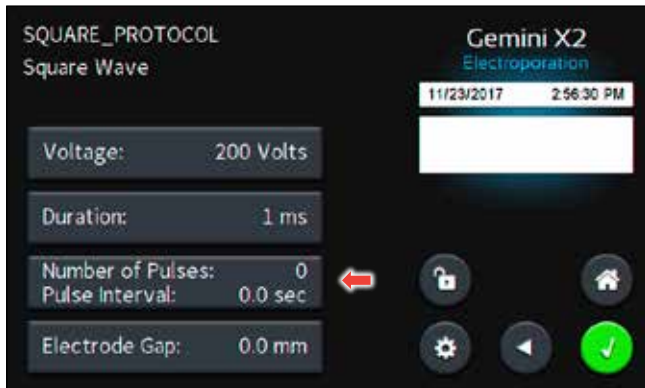 SQUARE_PROTOCOL
Square Wave
Gemini X2
Electroporation
11/23/2017 2:56:30 PM
Voltage: 200 Volts
Duration: 1 ms
Number of Pulses: 0
Pulse Interval: 0.0 sec
Electrode Gap: 0.0 mm